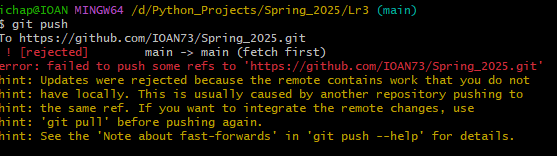 ichap@IOAN MINGW64 /d/Python_Projects/Spring_2025/Lr3 (main)
$ git push
To https://github.com/IOAN73/Spring_2025.git
! [rejected]        main -> main (fetch first)
error: failed to push some refs to 'https://github.com/IOAN73/Spring_2025.git'
hint: Updates were rejected because the remote contains work that you do not
hint: have locally. This is usually caused by another repository pushing to
hint: the same ref. If you want to integrate the remote changes, use
hint: 'git pull' before pushing again.
hint: See the 'Note about fast-forwards' in 'git push --help' for details.